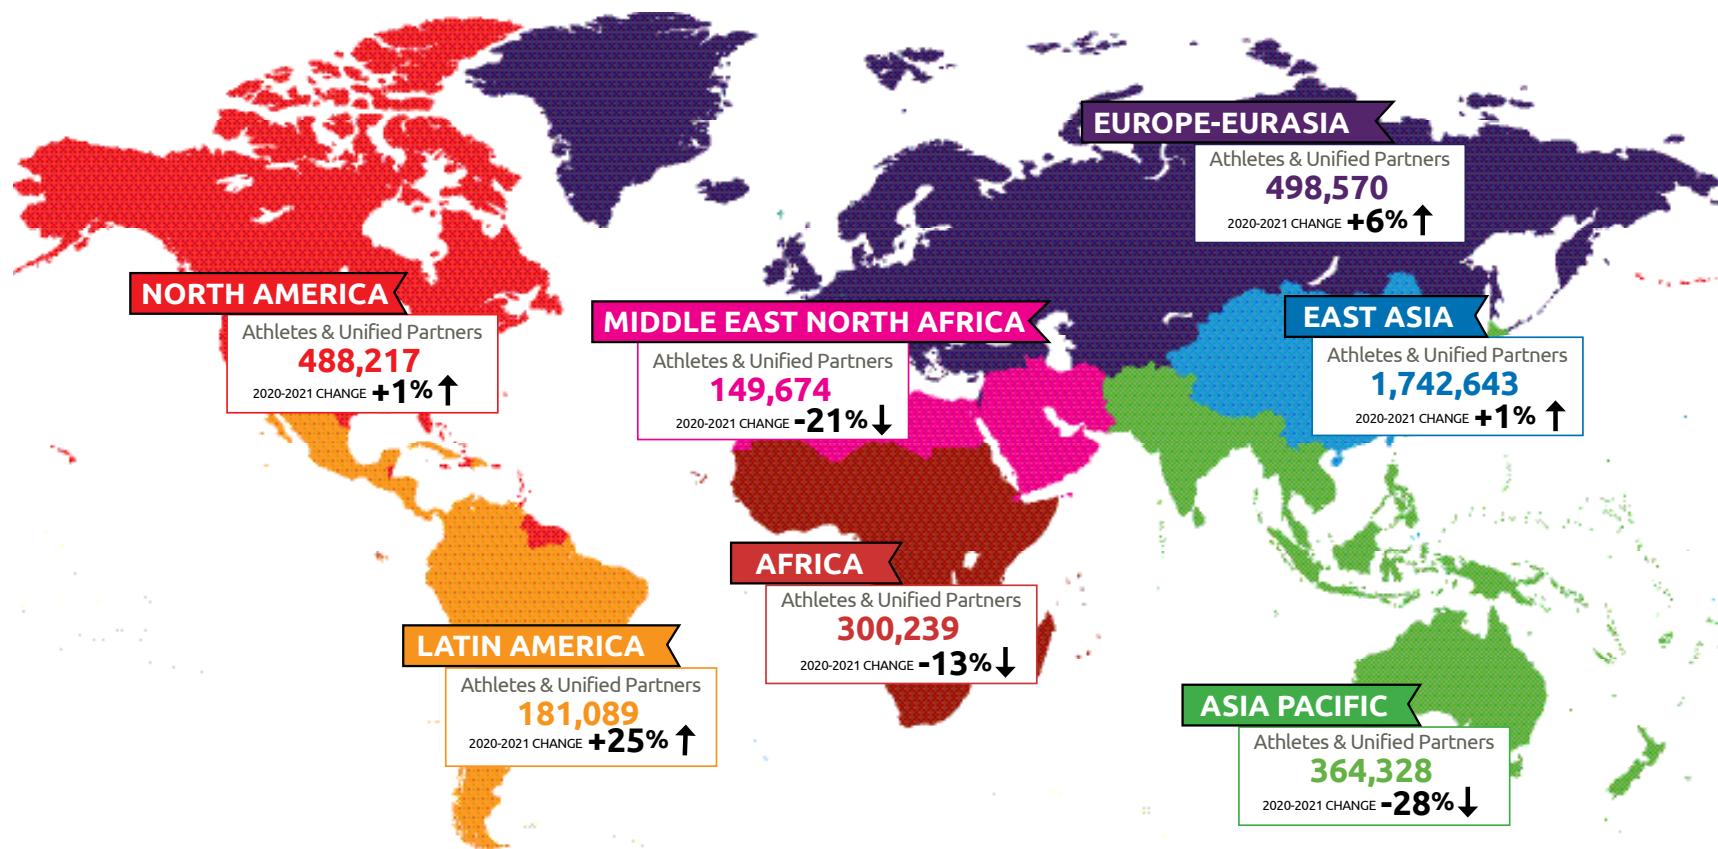 EUROPE-EURASIA
Athletes & Unified Partners
498,570
2020-2021 CHANGE +6% ↑
NORTH AMERICA
Athletes & Unified Partners
488,217
2020-2021 CHANGE +1% ↑
MIDDLE EAST NORTH AFRICA
Athletes & Unified Partners
149,674
2020-2021 CHANGE -21% ↓
EAST ASIA
Athletes & Unified Partners
1,742,643
2020-2021 CHANGE +1% ↑
AFRICA
Athletes & Unified Partners
300,239
2020-2021 CHANGE -13% ↓
LATIN AMERICA
Athletes & Unified Partners
181,089
2020-2021 CHANGE +25% ↑
ASIA PACIFIC
Athletes & Unified Partners
364,328
2020-2021 CHANGE -28% ↓